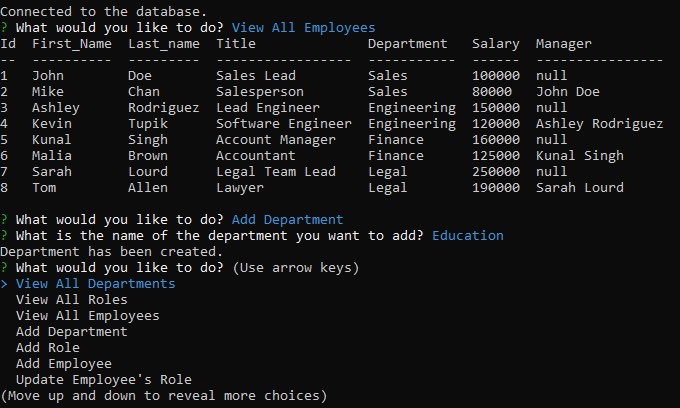 Connected to the database.
? What would you like to do? View All Employees
Id  First_Name  Last_name  Title              Department   Salary  Manager
--  ----------  ---------  -----------------  -----------  ------  ----------------
1   John        Doe        Sales Lead         Sales        100000  null
2   Mike        Chan       Salesperson        Sales        80000   John Doe
3   Ashley      Rodriguez  Lead Engineer      Engineering  150000  null
4   Kevin       Tupik      Software Engineer  Engineering  120000  Ashley Rodriguez
5   Kunal       Singh      Account Manager    Finance      160000  null
6   Malia       Brown      Accountant         Finance      125000  Kunal Singh
7   Sarah       Lourd      Legal Team Lead    Legal        250000  null
8   Tom         Allen      Lawyer             Legal        190000  Sarah Lourd
? What would you like to do? Add Department
? What is the name of the department you want to add? Education
Department has been created.
? What would you like to do? (Use arrow keys)
> View All Departments
  View All Roles
  View All Employees
  Add Department
  Add Role
  Add Employee
  Update Employee's Role
(Move up and down to reveal more choices)